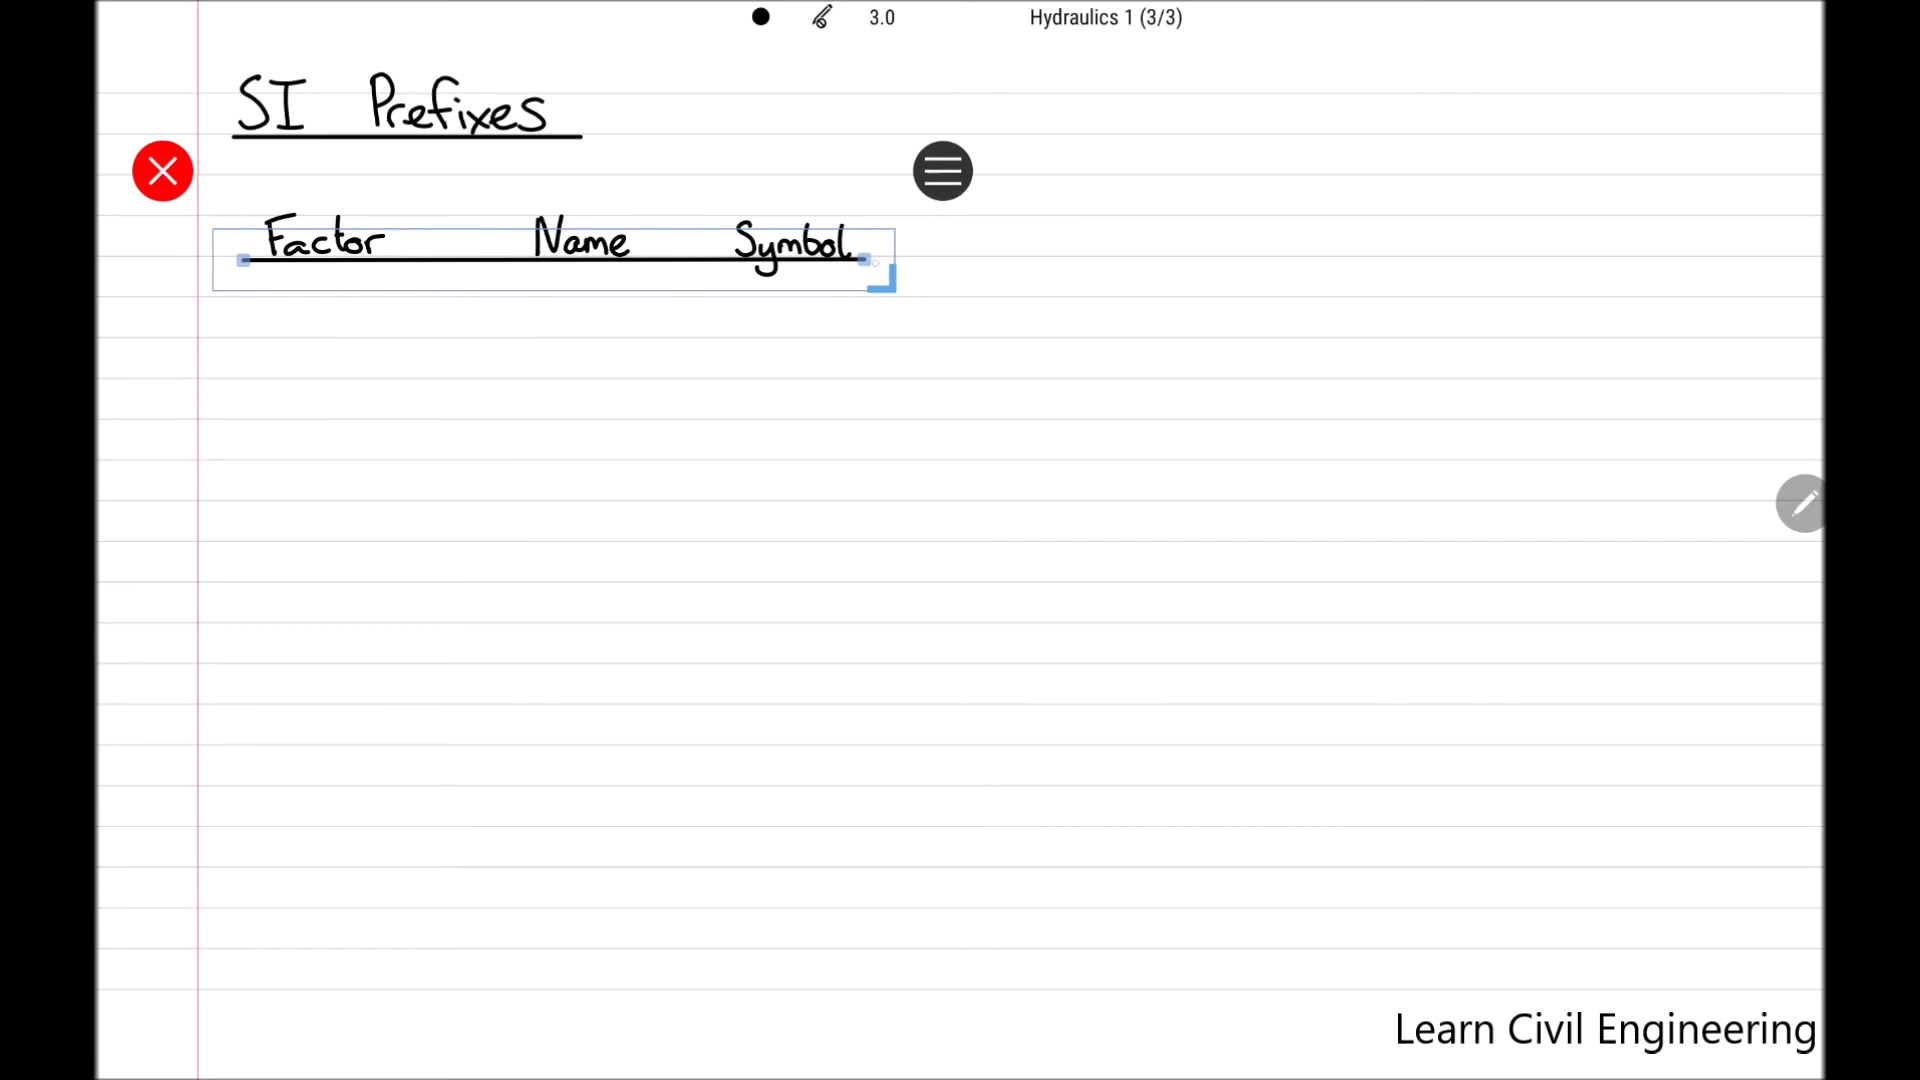 3.0 Hydraulics 1 (3/3)
SI Prefixes
Factor Name Symbol
Learn Civil Engineering